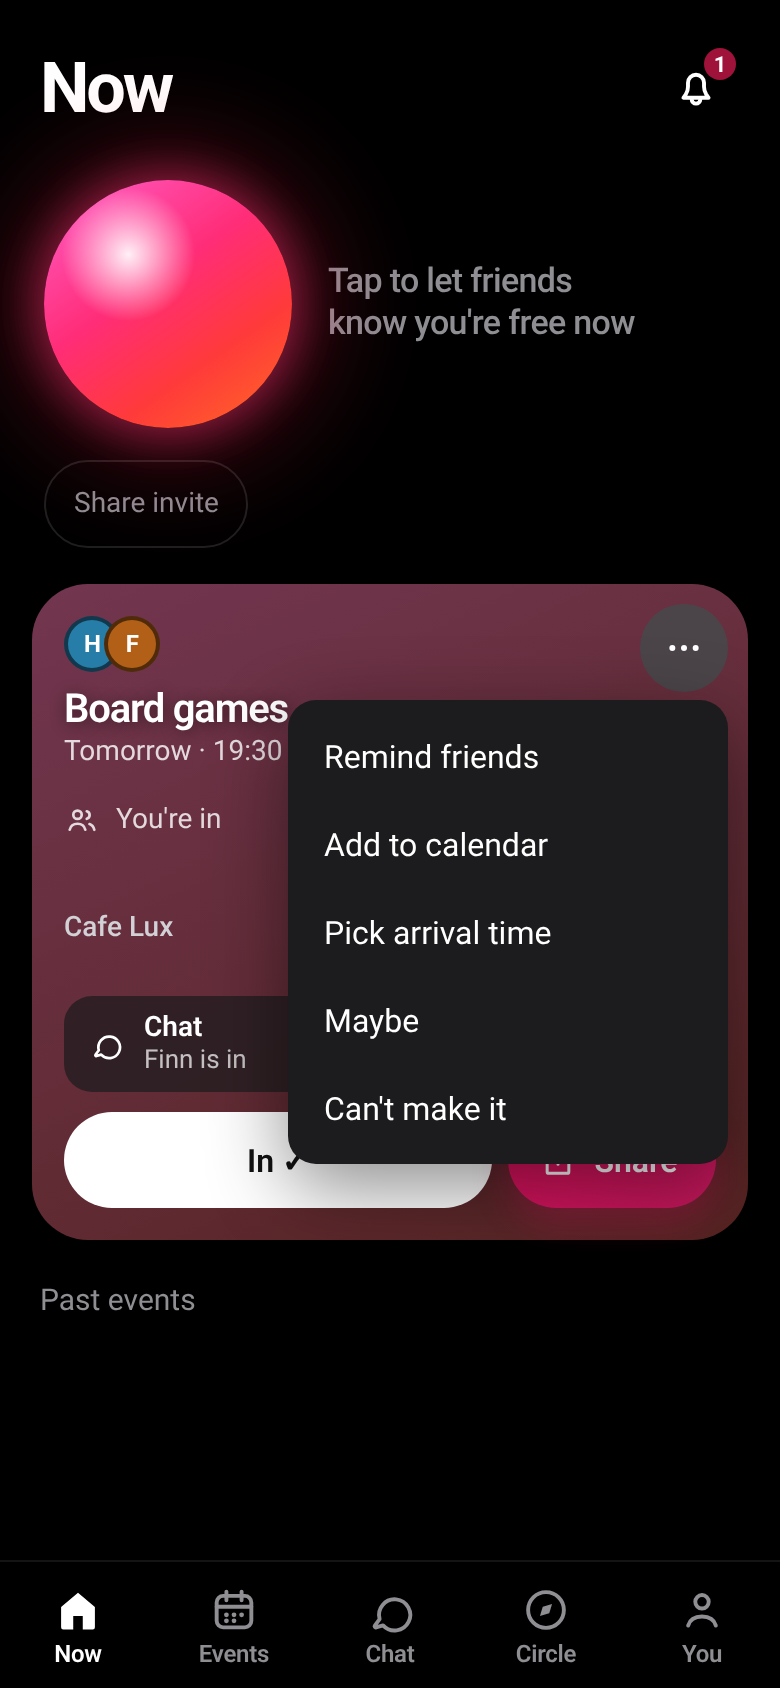 Now
1
Tap to let friends
know you're free now
Share invite
H F
Board games
Tomorrow · 19:30
You're in
Cafe Lux
Chat
Finn is in
Remind friends
Add to calendar
Pick arrival time
Maybe
Can't make it
In ✓
Share
Past events
Now
Events
Chat
Circle
You